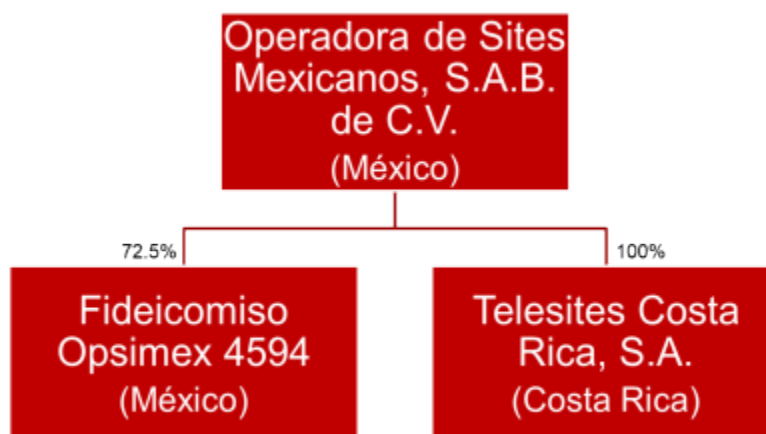 Operadora de Sites
Mexicanos, S.A.B.
de C.V.
(México)
72.5%
100%
Fideicomiso
Opsimex 4594
(México)
Telesites Costa
Rica, S.A.
(Costa Rica)